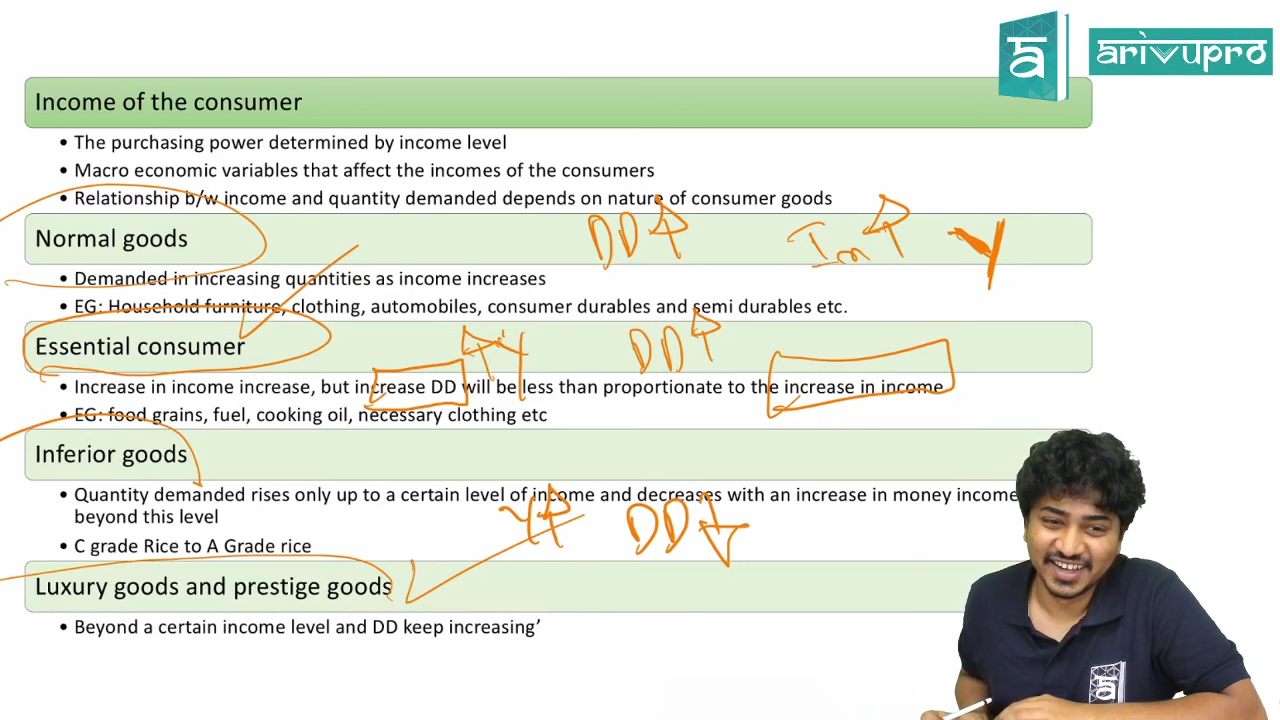 arivupro
Income of the consumer
• The purchasing power determined by income level
• Macro economic variables that affect the incomes of the consumers
• Relationship b/w income and quantity demanded depends on nature of consumer goods
Normal goods
DD↑ Im↑ Y
• Demanded in increasing quantities as income increases
• EG: Household furniture, clothing, automobiles, consumer durables and semi durables etc.
Essential consumer
↑Y DD↑
• Increase in income increase, but increase DD will be less than proportionate to the increase in income
• EG: food grains, fuel, cooking oil, necessary clothing etc
Inferior goods
• Quantity demanded rises only up to a certain level of income and decreases with an increase in money income
beyond this level
Y↑ DD↓
• C grade Rice to A Grade rice
Luxury goods and prestige goods
• Beyond a certain income level and DD keep increasing’